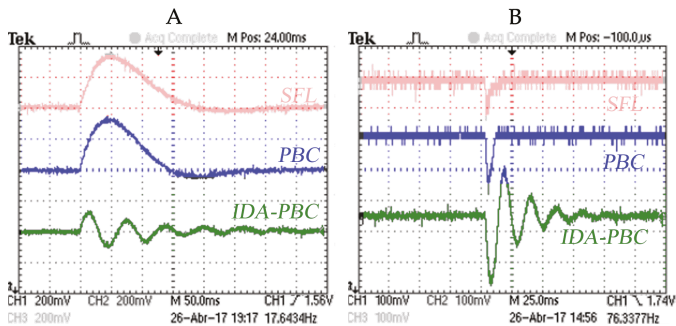 A
B
Tek
Acq Complete
M Pos: 24.00ms
SFL
PBC
IDA-PBC
CH1 200mV
CH2 200mV
M 50.0ms
CH1
1.56V
CH3 200mV
26-Abr-17 19:17
17.6434Hz
Tek
Acq Complete
M Pos: -100.0us
SFL
PBC
IDA-PBC
CH1 100mV
CH2 100mV
M 25.0ms
CH1
1.74V
CH3 100mV
26-Abr-17 14:56
76.3377Hz